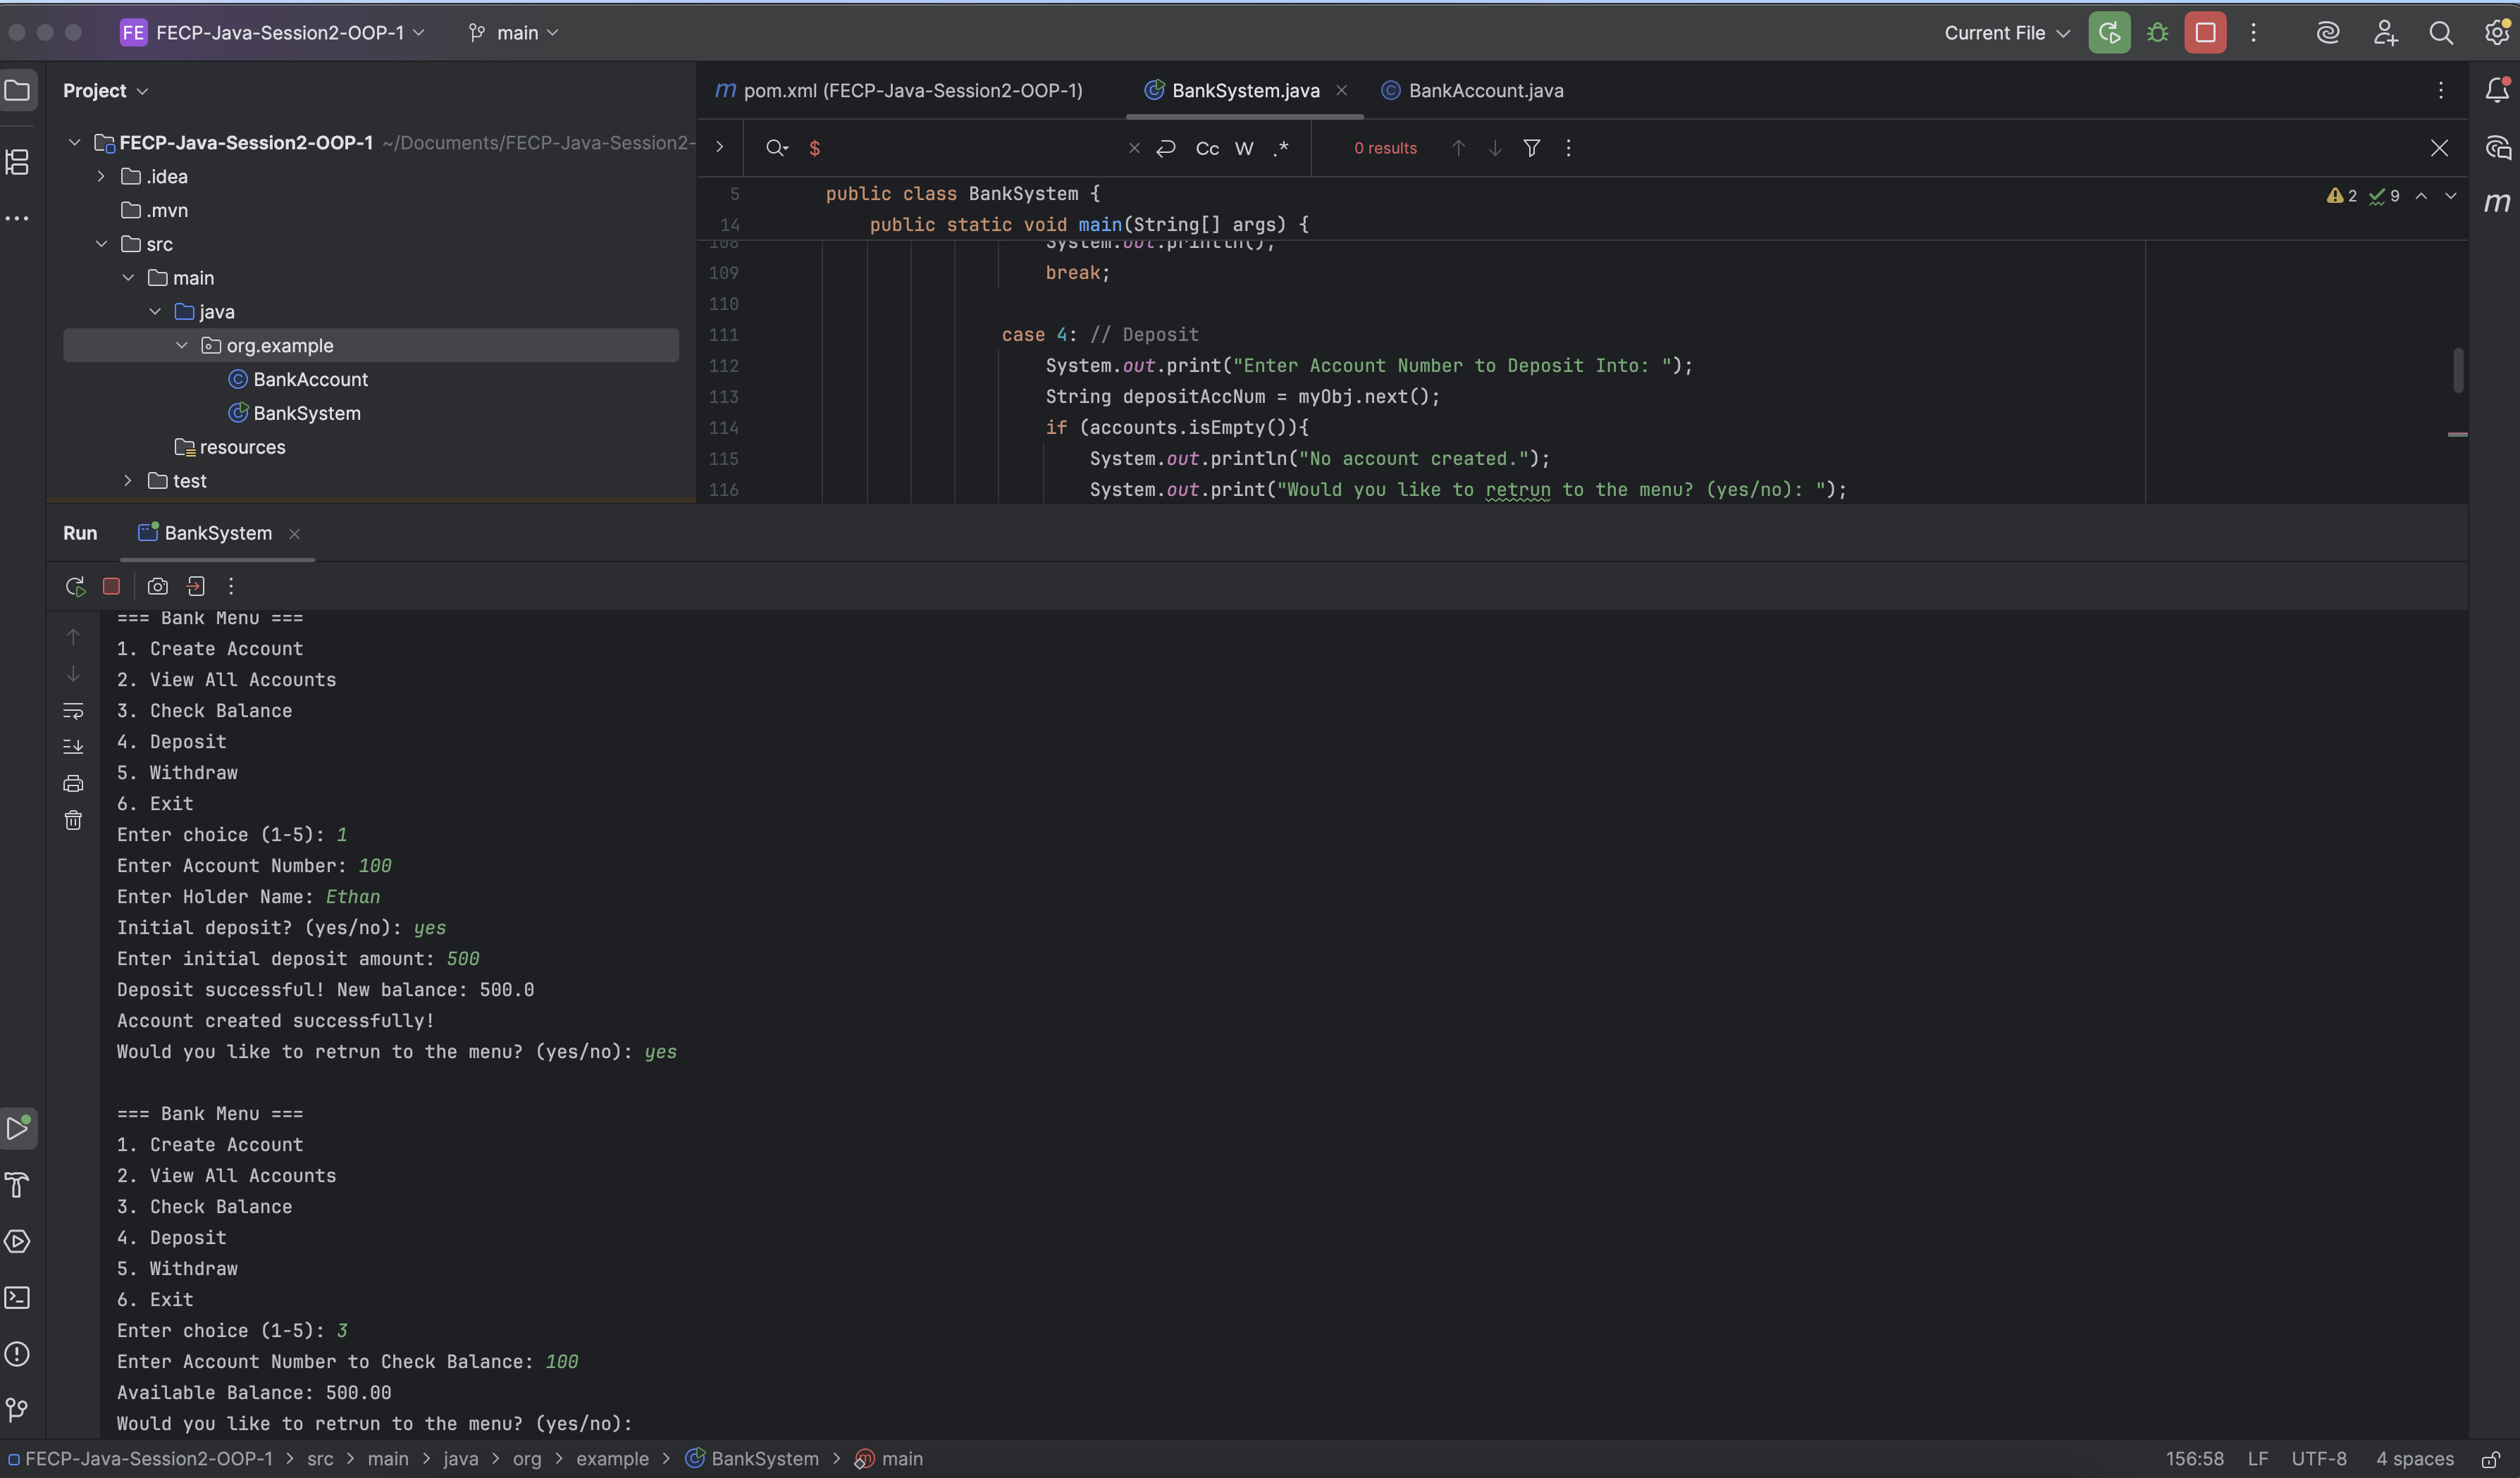 FE FECP-Java-Session2-OOP-1 main Current File
Project
pom.xml (FECP-Java-Session2-OOP-1) BankSystem.java BankAccount.java
FECP-Java-Session2-OOP-1 ~/Documents/FECP-Java-Session2-
.idea
.mvn
src
main
java
org.example
BankAccount
BankSystem
resources
test
$ Cc W .* 0 results
5 public class BankSystem { 2 9
14 public static void main(String[] args) {
108 System.out.println();
109 break;
110
111 case 4: // Deposit
112 System.out.print("Enter Account Number to Deposit Into: ");
113 String depositAccNum = myObj.next();
114 if (accounts.isEmpty()){
115 System.out.println("No account created.");
116 System.out.print("Would you like to retrun to the menu? (yes/no): ");
Run BankSystem
=== Bank Menu ===
1. Create Account
2. View All Accounts
3. Check Balance
4. Deposit
5. Withdraw
6. Exit
Enter choice (1-5): 1
Enter Account Number: 100
Enter Holder Name: Ethan
Initial deposit? (yes/no): yes
Enter initial deposit amount: 500
Deposit successful! New balance: 500.0
Account created successfully!
Would you like to retrun to the menu? (yes/no): yes
=== Bank Menu ===
1. Create Account
2. View All Accounts
3. Check Balance
4. Deposit
5. Withdraw
6. Exit
Enter choice (1-5): 3
Enter Account Number to Check Balance: 100
Available Balance: 500.00
Would you like to retrun to the menu? (yes/no):
FECP-Java-Session2-OOP-1 > src > main > java > org > example > BankSystem > main 156:58 LF UTF-8 4 spaces